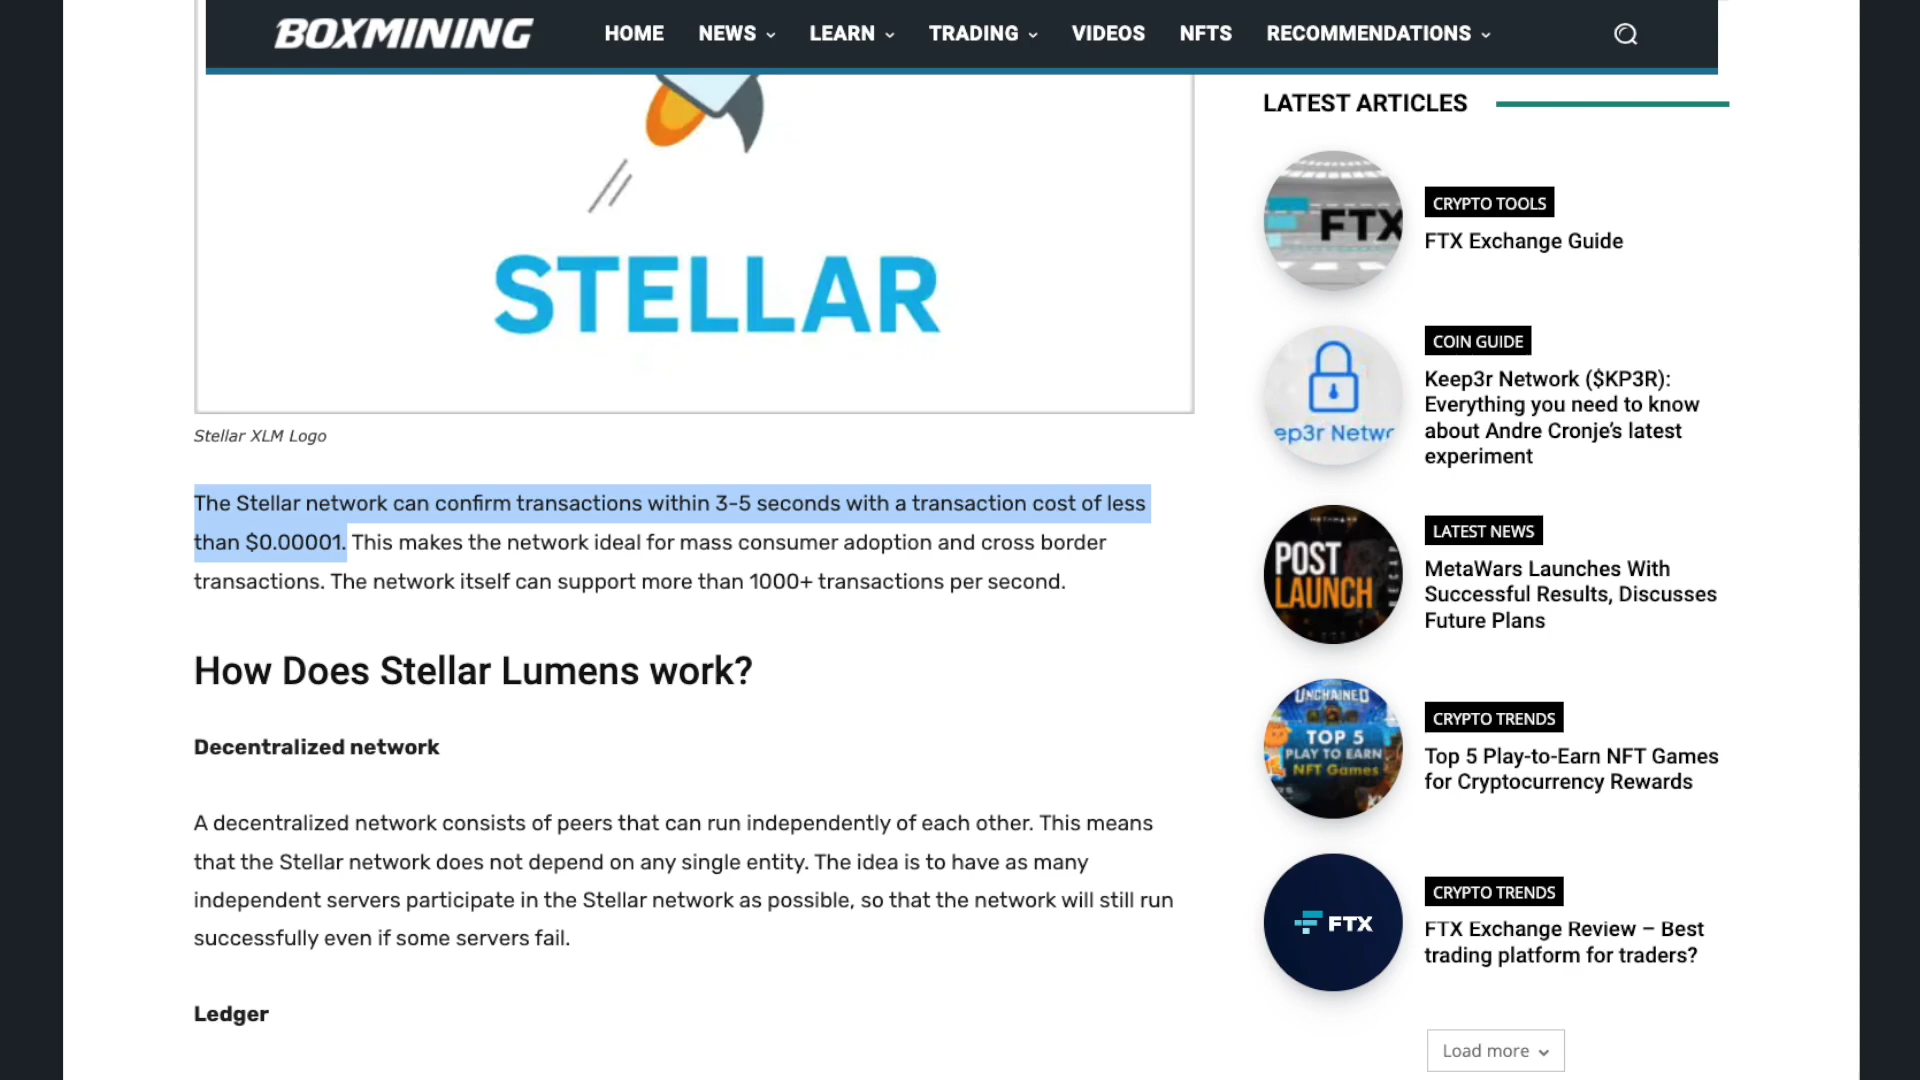 BOXMINING
HOME NEWS LEARN TRADING VIDEOS NFTS RECOMMENDATIONS
STELLAR
Stellar XLM Logo
The Stellar network can confirm transactions within 3-5 seconds with a transaction cost of less
than $0.00001. This makes the network ideal for mass consumer adoption and cross border
transactions. The network itself can support more than 1000+ transactions per second.
How Does Stellar Lumens work?
Decentralized network
A decentralized network consists of peers that can run independently of each other. This means
that the Stellar network does not depend on any single entity. The idea is to have as many
independent servers participate in the Stellar network as possible, so that the network will still run
successfully even if some servers fail.
Ledger
LATEST ARTICLES
FTX
CRYPTO TOOLS
FTX Exchange Guide
ep3r Netwr
COIN GUIDE
Keep3r Network ($KP3R):
Everything you need to know
about Andre Cronje’s latest
experiment
POST
LAUNCH
LATEST NEWS
MetaWars Launches With
Successful Results, Discusses
Future Plans
UNCHAINED
TOP 5
PLAY TO EARN
NFT Games
CRYPTO TRENDS
Top 5 Play-to-Earn NFT Games
for Cryptocurrency Rewards
FTX
CRYPTO TRENDS
FTX Exchange Review – Best
trading platform for traders?
Load more